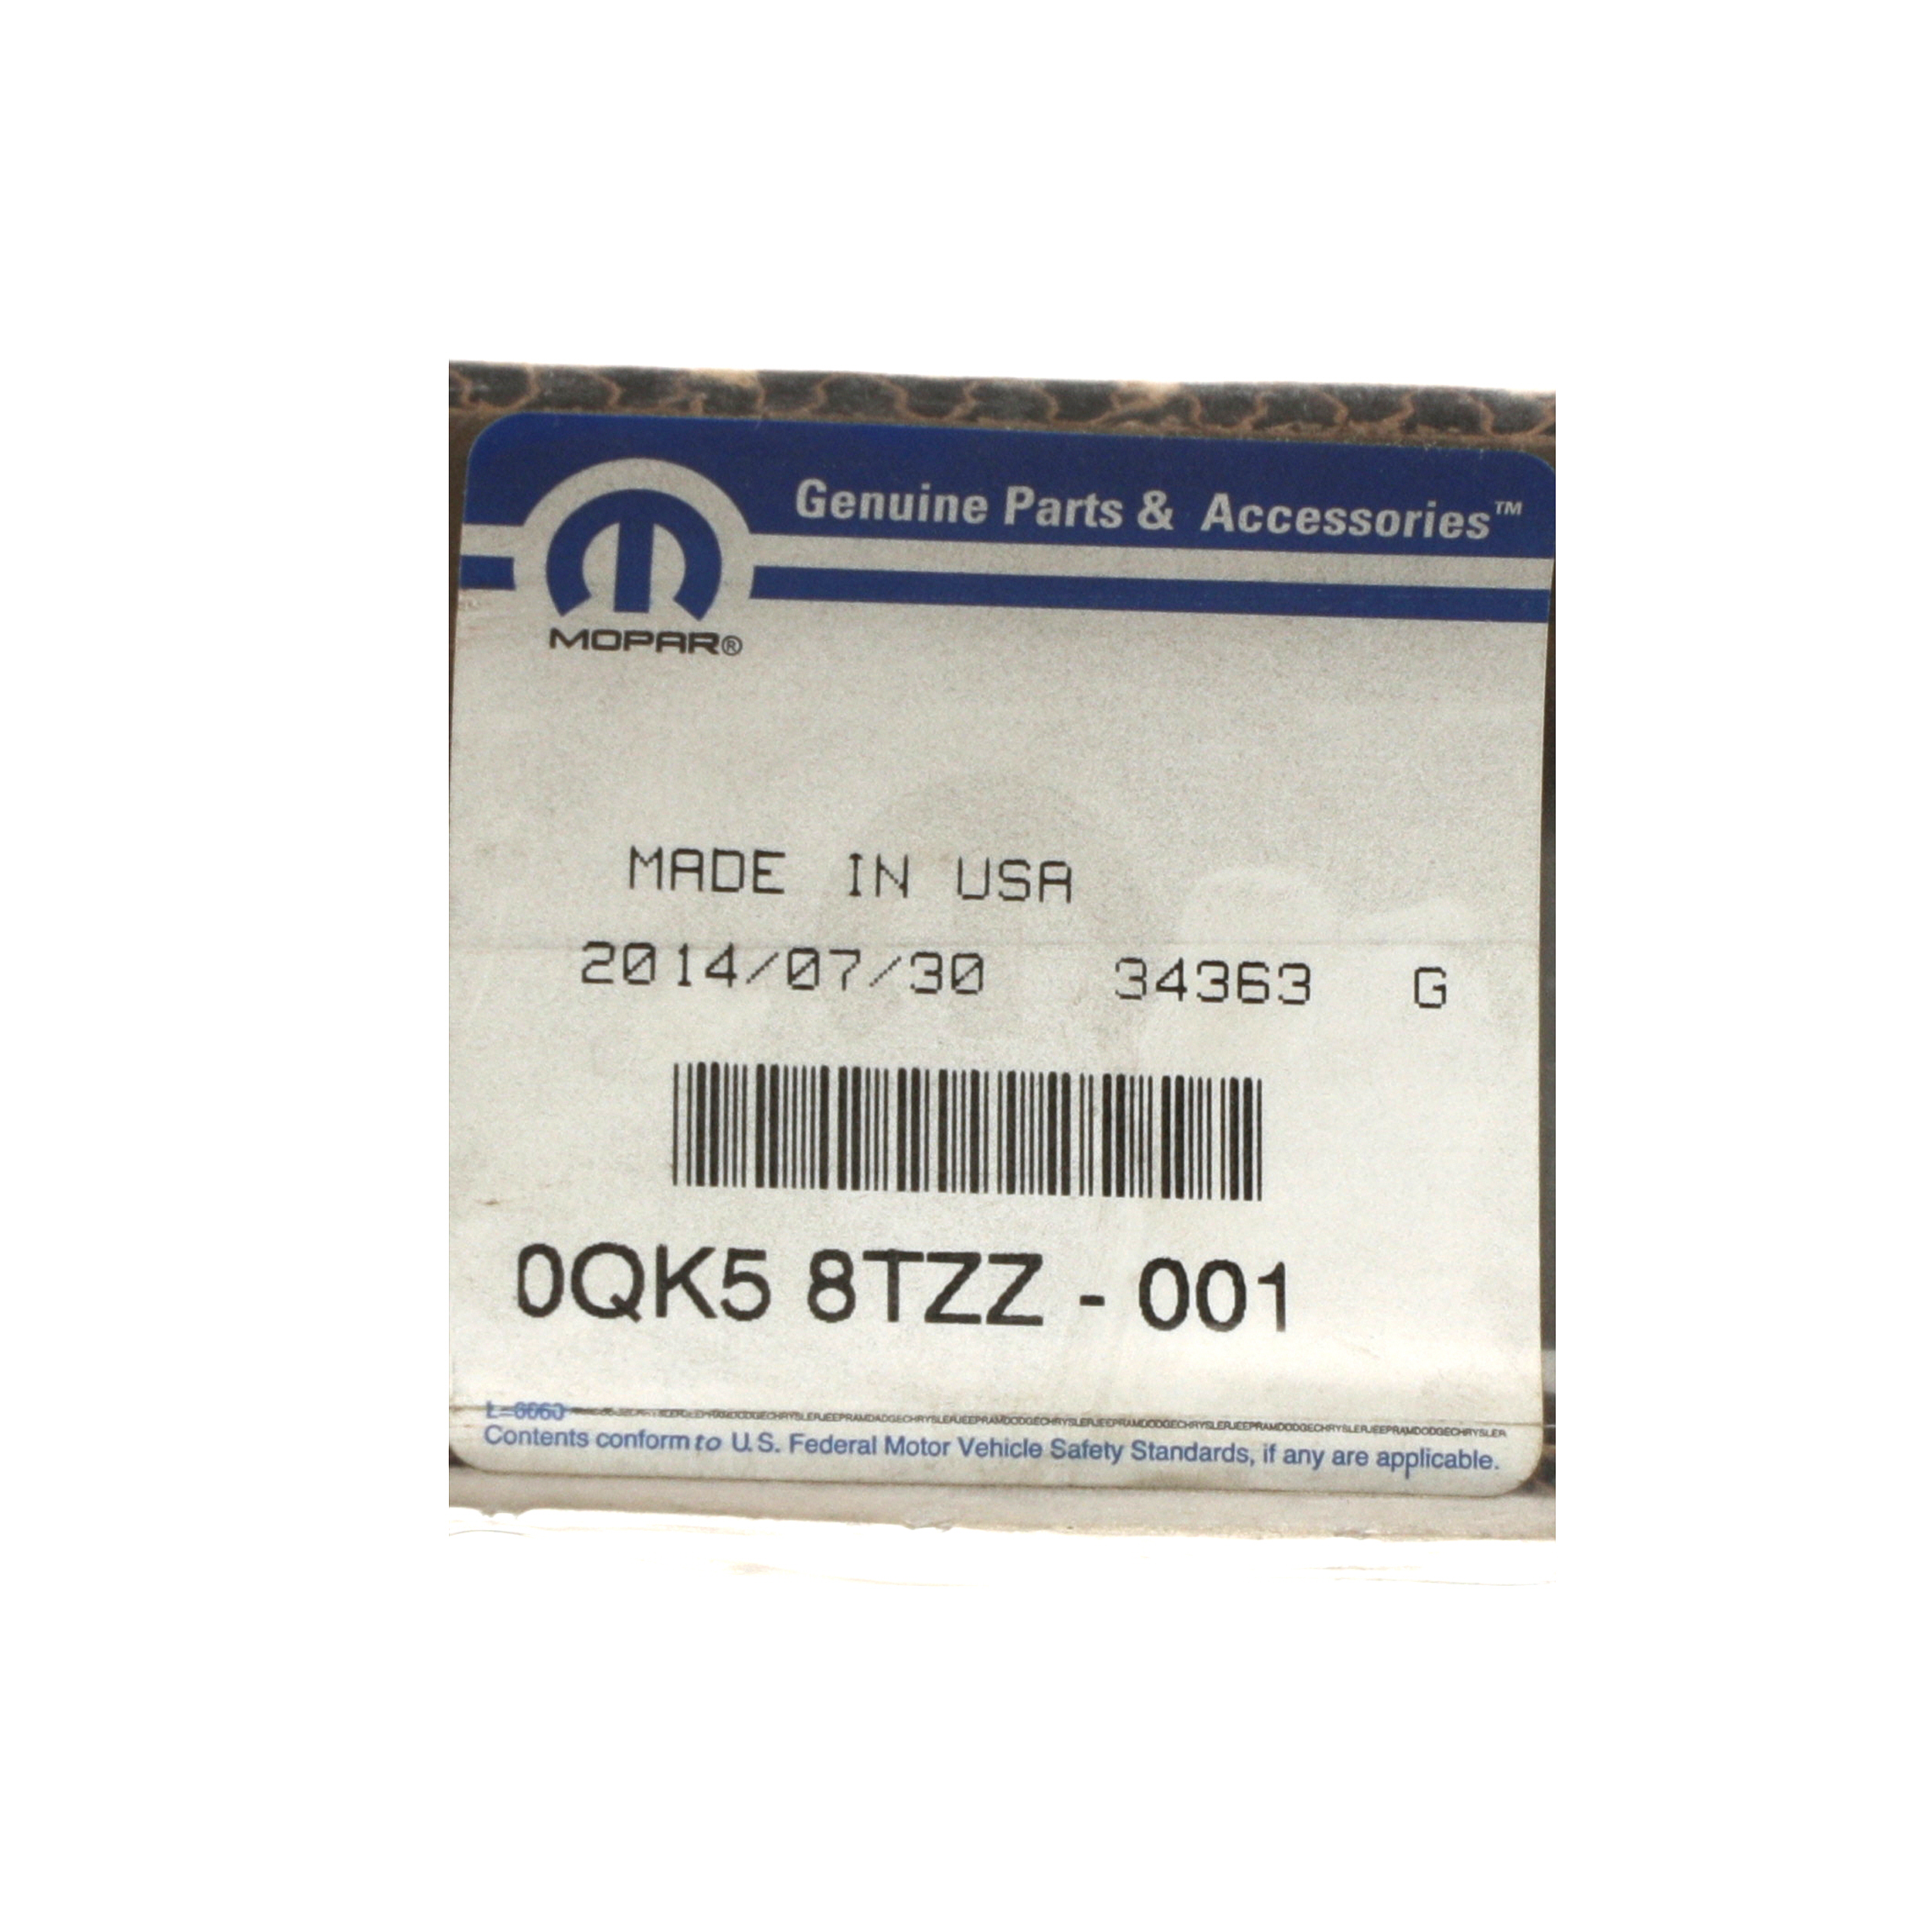 Genuine Parts & Accessories™
MOPAR®
MADE IN USA
2014/07/30 34363 G
0QK5 8TZZ - 001
Contents conform to U.S. Federal Motor Vehicle Safety Standards, if any are applicable.